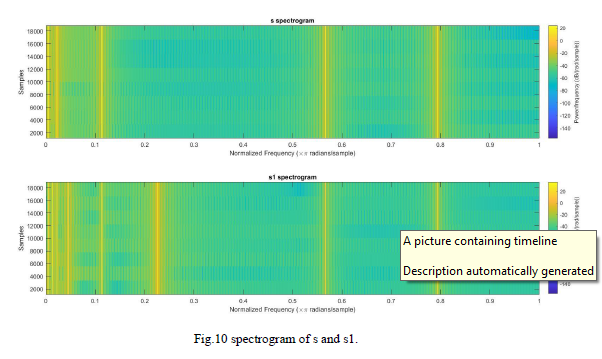 s spectrogram
18000
16000
14000
12000
10000
8000
6000
4000
2000
Samples
0 0.1 0.2 0.3 0.4 0.5 0.6 0.7 0.8 0.9 1
Normalized Frequency (×π radians/sample)
20
0
-20
-40
-60
-80
-100
-120
-140
Power/frequency (dB/(rad/sample))
s1 spectrogram
18000
16000
14000
12000
10000
8000
6000
4000
2000
Samples
0 0.1 0.2 0.3 0.4 0.5 0.6 0.7 0.8 0.9 1
Normalized Frequency (×π radians/sample)
20
0
-20
-140
A picture containing timeline
Description automatically generated
Fig.10 spectrogram of s and s1.